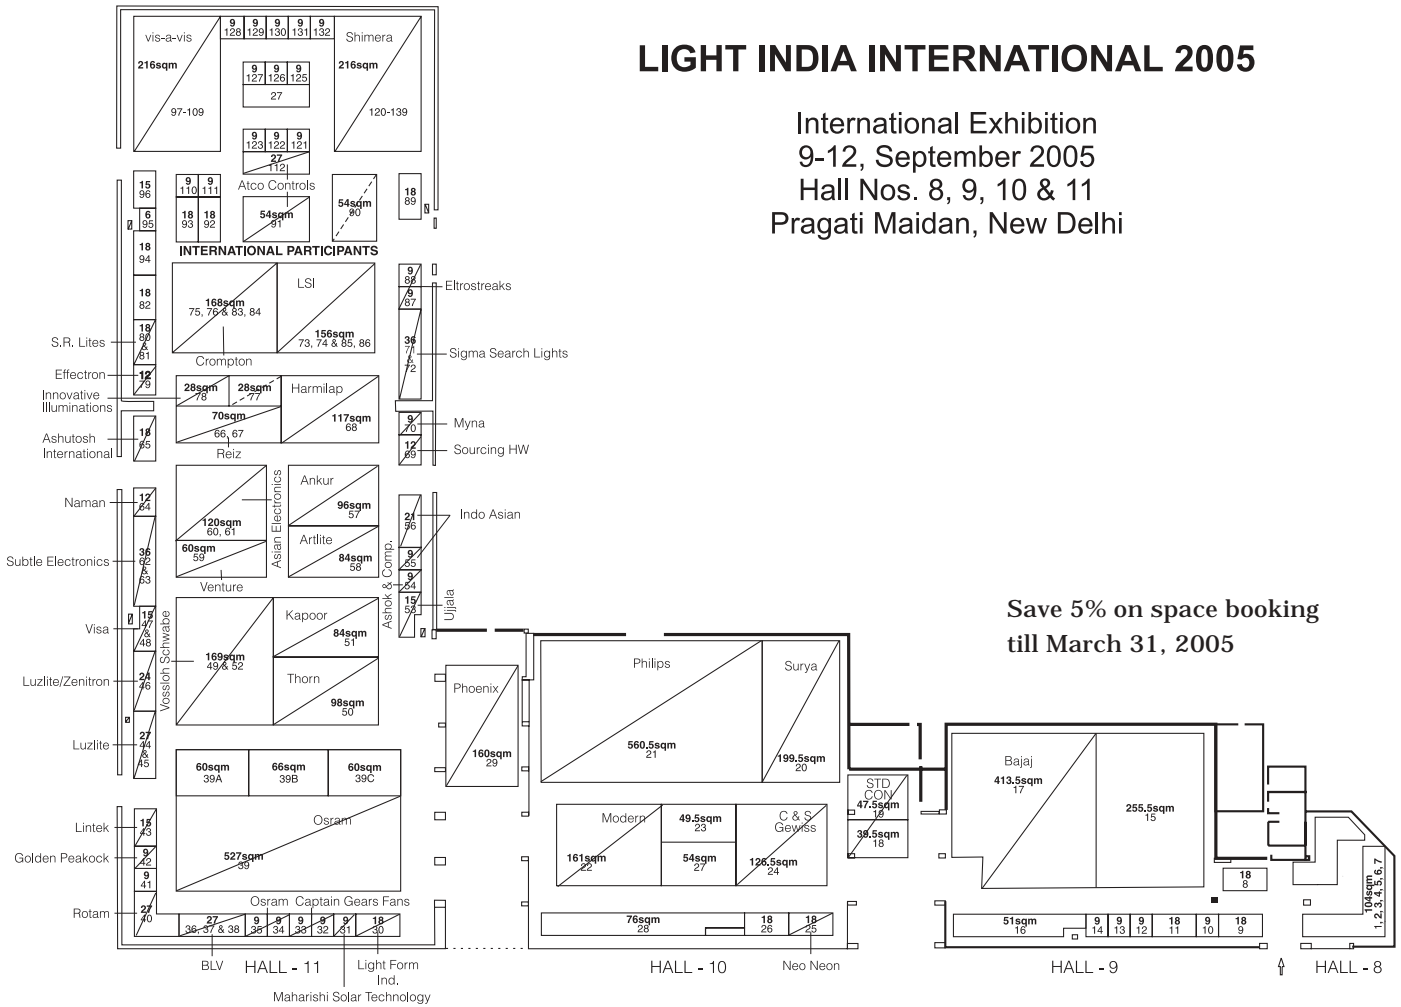 LIGHT INDIA INTERNATIONAL 2005
International Exhibition
9-12, September 2005
Hall Nos. 8, 9, 10 & 11
Pragati Maidan, New Delhi
Save 5% on space booking
till March 31, 2005
vis-a-vis
216sqm
97-109
9 9 9 9 9
128 129 130 131 132
Shimera
216sqm
120-139
9 9 9
127 126 125
27
9 9 9
123 122 121
27
112
Atco Controls
15
96
9 9
110 111
18 18
93 92
54sqm
91
54sqm
90
18
89
6
95
INTERNATIONAL PARTICIPANTS
18
94
18
82
168sqm
75, 76 & 83, 84
Crompton
LSI
156sqm
73, 74 & 85, 86
9
88
9
87
Eltrostreaks
S.R. Lites
18
80
&
81
36
71
&
72
Sigma Search Lights
Effectron
12
79
Innovative
Illuminations
28sqm
78
28sqm
77
Harmilap
117sqm
68
70sqm
66, 67
Reiz
9
70
Myna
12
69
Sourcing HW
Ashutosh
International
18
65
Naman
12
64
120sqm
60, 61
Asian Electronics
60sqm
59
Venture
Ankur
96sqm
57
Artlite
84sqm
58
21
56
Indo Asian
9
55
Ashok & Comp.
9
54
15
53
Ujjala
Subtle Electronics
36
62
&
63
Visa
15
47
&
48
Vossloh Schwabe
169sqm
49 & 52
Kapoor
84sqm
51
Thorn
98sqm
50
Luzlite/Zenitron
24
46
Luzlite
27
44
&
45
60sqm
39A
66sqm
39B
60sqm
39C
Osram
527sqm
39
Lintek
15
43
Golden Peakock
9
42
9
41
Rotam
27
40
Osram Captain Gears Fans
27
36, 37 & 38
9 9 9 9 9
35 34 33 32 31
18
30
BLV
HALL - 11
Light Form
Ind.
Maharishi Solar Technology
Phoenix
160sqm
29
Philips
560.5sqm
21
Surya
199.5sqm
20
Modern
161sqm
22
49.5sqm
23
54sqm
27
C & S
Gewiss
126.5sqm
24
STD
CON
47.5sqm
19
39.5sqm
18
76sqm
28
18
26
18
25
HALL - 10
Neo Neon
Bajaj
413.5sqm
17
255.5sqm
15
18
8
51sqm
16
9 9 9 18 9 18
14 13 12 11 10 9
HALL - 9
104sqm
1, 2, 3, 4, 5, 6, 7
HALL - 8